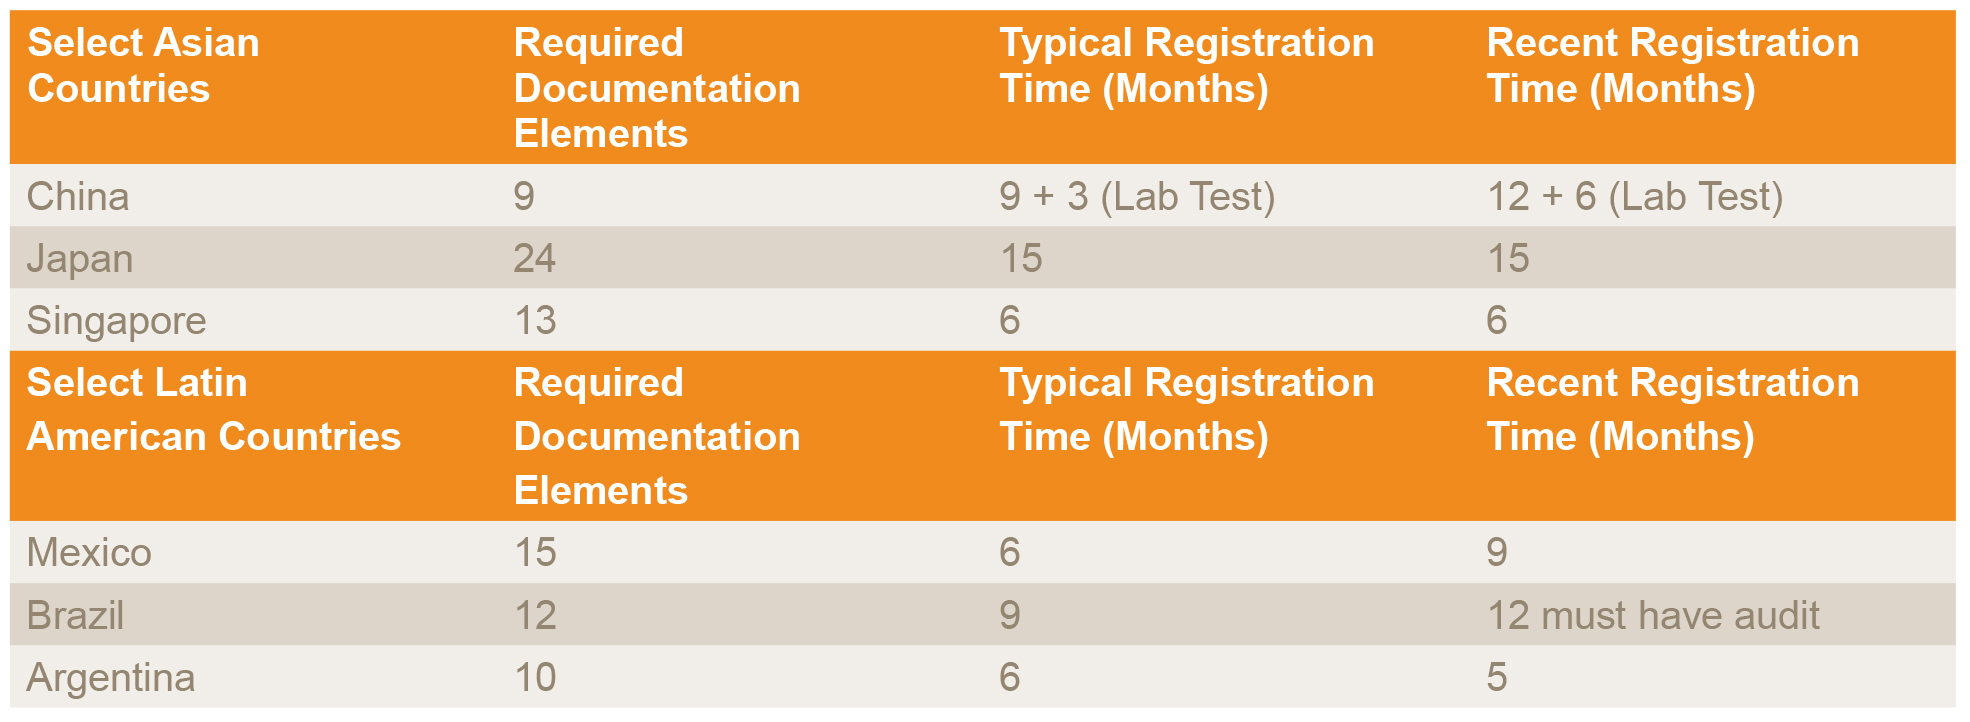 Select Asian Countries
Required Documentation Elements
Typical Registration Time (Months)
Recent Registration Time (Months)
China 9 9 + 3 (Lab Test) 12 + 6 (Lab Test)
Japan 24 15 15
Singapore 13 6 6
Select Latin American Countries
Required Documentation Elements
Typical Registration Time (Months)
Recent Registration Time (Months)
Mexico 15 6 9
Brazil 12 9 12 must have audit
Argentina 10 6 5